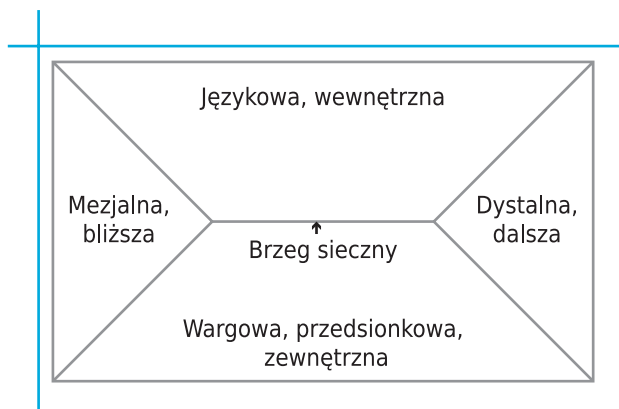 Językowa, wewnętrzna
Mezjalna,
bliższa
Dystalna,
dalsza
Brzeg sieczny
Wargowa, przedsionkowa,
zewnętrzna